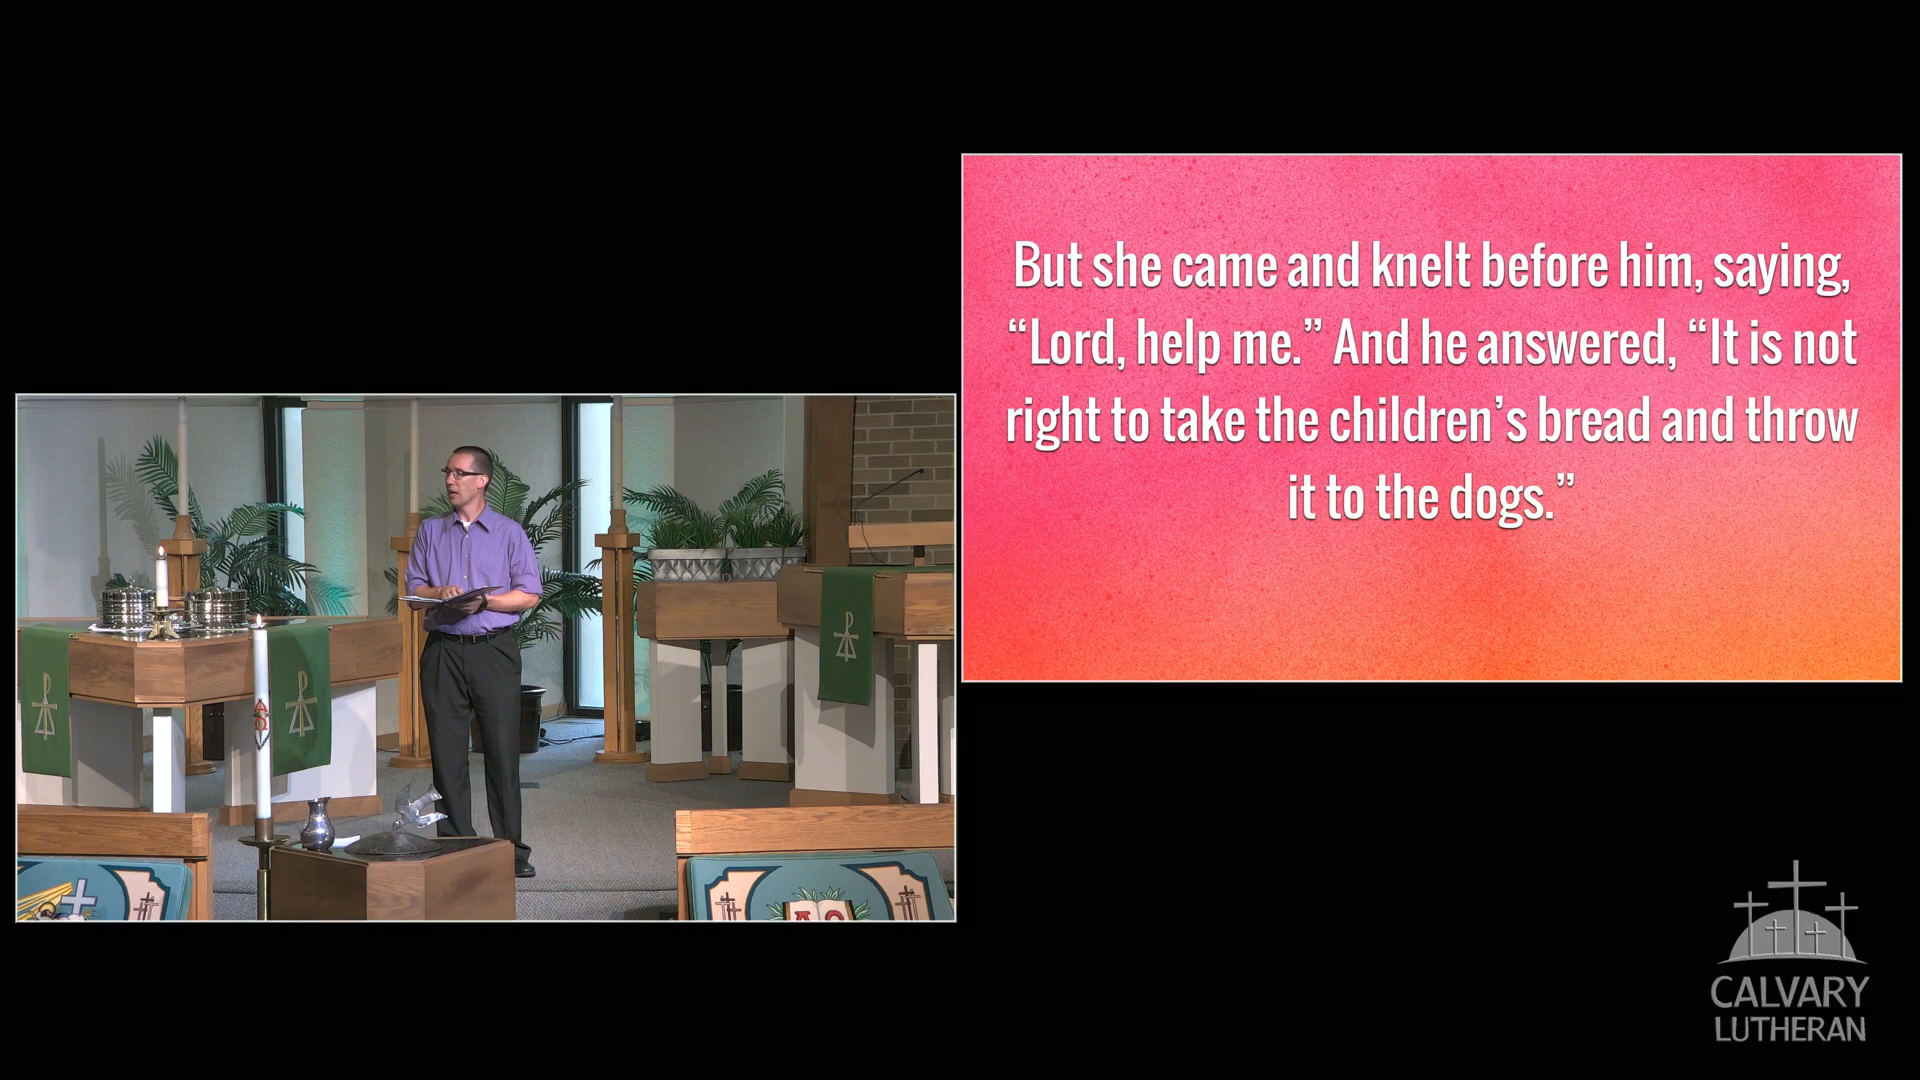 But she came and knelt before him, saying,
“Lord, help me.” And he answered, “It is not
right to take the children’s bread and throw
it to the dogs.”
CALVARY
LUTHERAN